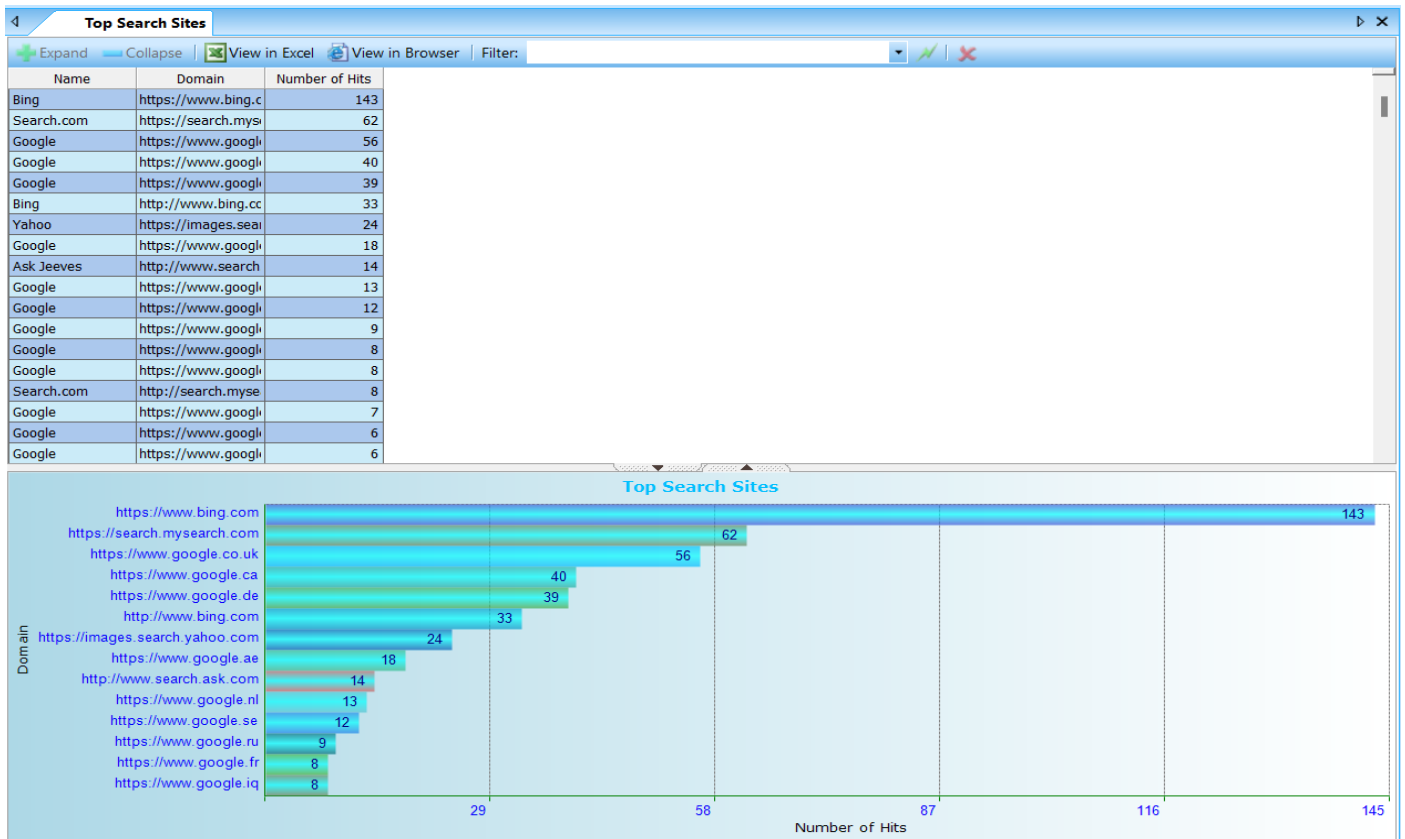 Top Search Sites
Expand Collapse View in Excel View in Browser Filter:
Name Domain Number of Hits
Bing https://www.bing.c 143
Search.com https://search.mys 62
Google https://www.googl 56
Google https://www.googl 40
Google https://www.googl 39
Bing http://www.bing.cc 33
Yahoo https://images.sea 24
Google https://www.googl 18
Ask Jeeves http://www.search 14
Google https://www.googl 13
Google https://www.googl 12
Google https://www.googl 9
Google https://www.googl 8
Google https://www.googl 8
Search.com http://search.myse 8
Google https://www.googl 7
Google https://www.googl 6
Google https://www.googl 6
Top Search Sites
https://www.bing.com 143
https://search.mysearch.com 62
https://www.google.co.uk 56
https://www.google.ca 40
https://www.google.de 39
http://www.bing.com 33
https://images.search.yahoo.com 24
https://www.google.ae 18
http://www.search.ask.com 14
https://www.google.nl 13
https://www.google.se 12
https://www.google.ru 9
https://www.google.fr 8
https://www.google.iq 8
Domain
29 58 87 116 145
Number of Hits